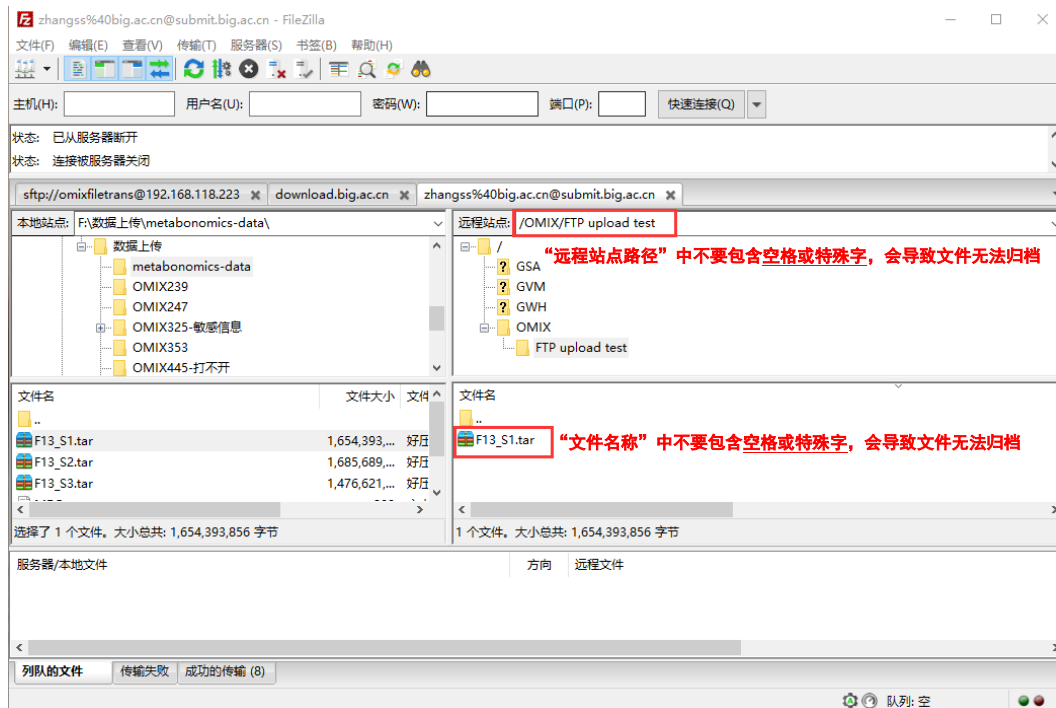 zhangss%40big.ac.cn@submit.big.ac.cn - FileZilla
文件(F) 编辑(E) 查看(V) 传输(T) 服务器(S) 书签(B) 帮助(H)
主机(H): 用户名(U): 密码(W): 端口(P): 快速连接(Q)
状态: 已从服务器断开
状态: 连接被服务器关闭
sftp://omixfiletrans@192.168.118.223 download.big.ac.cn zhangss%40big.ac.cn@submit.big.ac.cn
本地站点: F:\数据上传\metabonomics-data\
数据上传
metabonomics-data
OMIX239
OMIX247
OMIX325-敏感信息
OMIX353
OMIX445-打不开
远程站点: /OMIX/FTP upload test
/
“远程站点路径”中不要包含空格或特殊字，会导致文件无法归档
GSA
GVM
GWH
OMIX
FTP upload test
文件名 文件大小 文件
..
F13_S1.tar 1,654,393,... 好压
F13_S2.tar 1,685,689,... 好压
F13_S3.tar 1,476,621,... 好压
选择了 1 个文件。大小总共: 1,654,393,856 字节
文件名
..
F13_S1.tar “文件名称”中不要包含空格或特殊字，会导致文件无法归档
1 个文件。大小总共: 1,654,393,856 字节
服务器/本地文件 方向 远程文件
列队的文件 传输失败 成功的传输 (8)
队列: 空